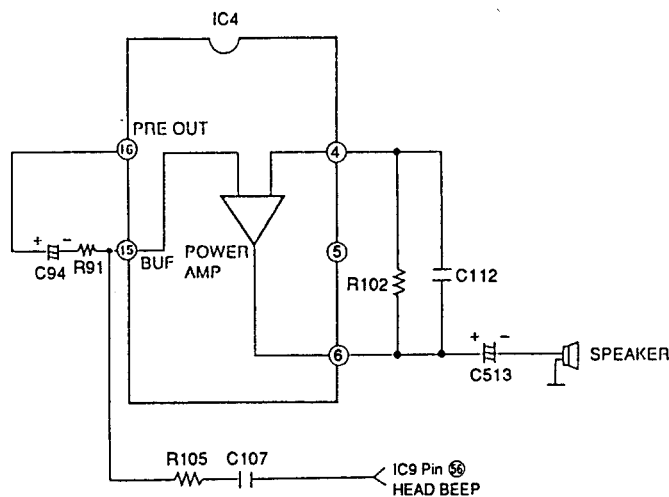 IC4
PRE OUT
16
4
+ -
C94
R91
15
BUF
POWER
AMP
5
R102
C112
6
+ -
C513
SPEAKER
R105
C107
IC9 Pin 56
HEAD BEEP